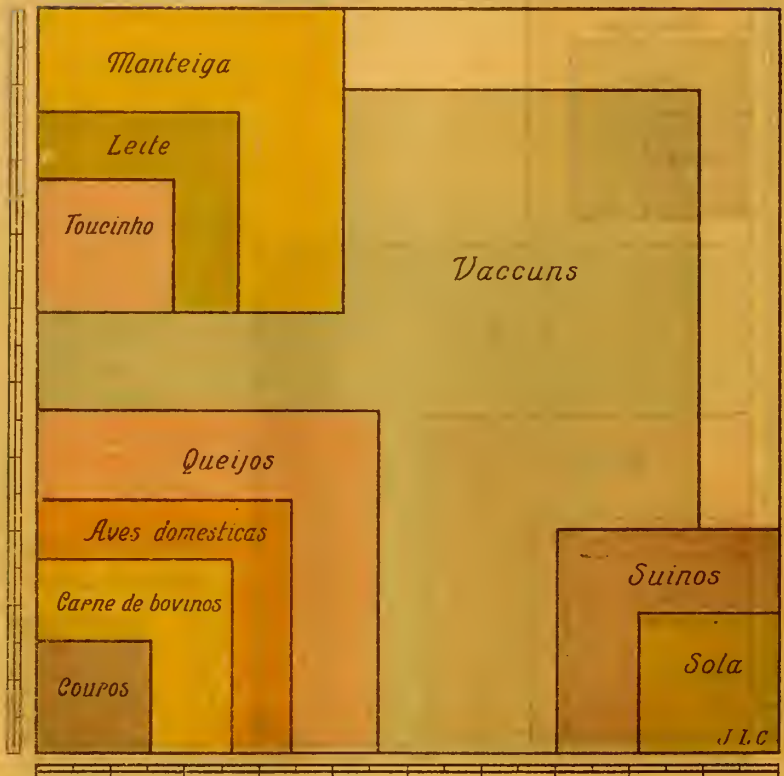 Manteiga
Leite
Toucinho
Vaccuns
Queijos
Aves domesticas
Carne de bovinos
Couros
Suinos
Sola
J L C